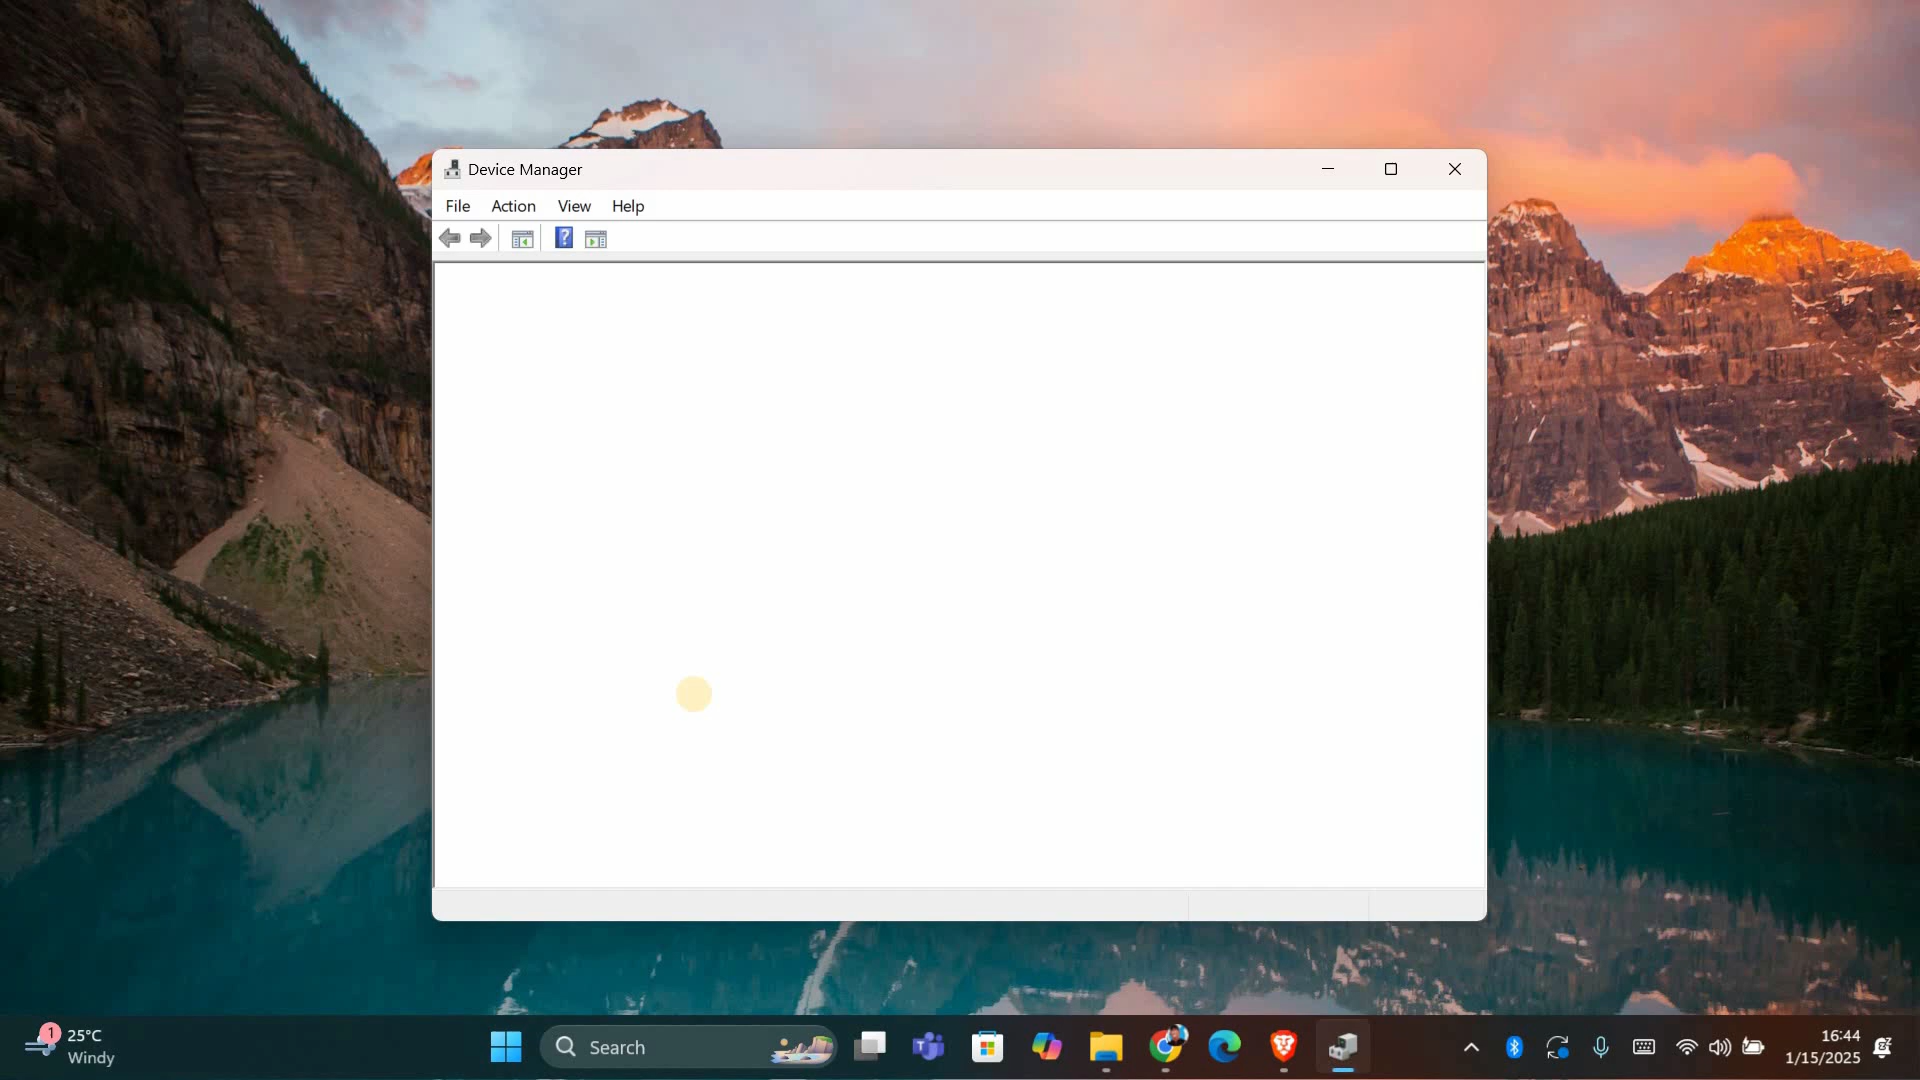 Device Manager
File Action View Help
1
25°C
Windy
Search
16:44
1/15/2025